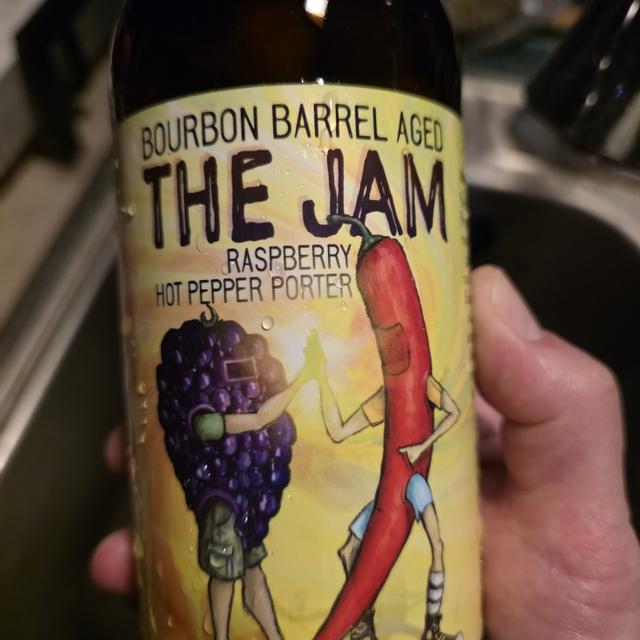 BOURBON BARREL AGED
THE JAM
RASPBERRY
HOT PEPPER PORTER